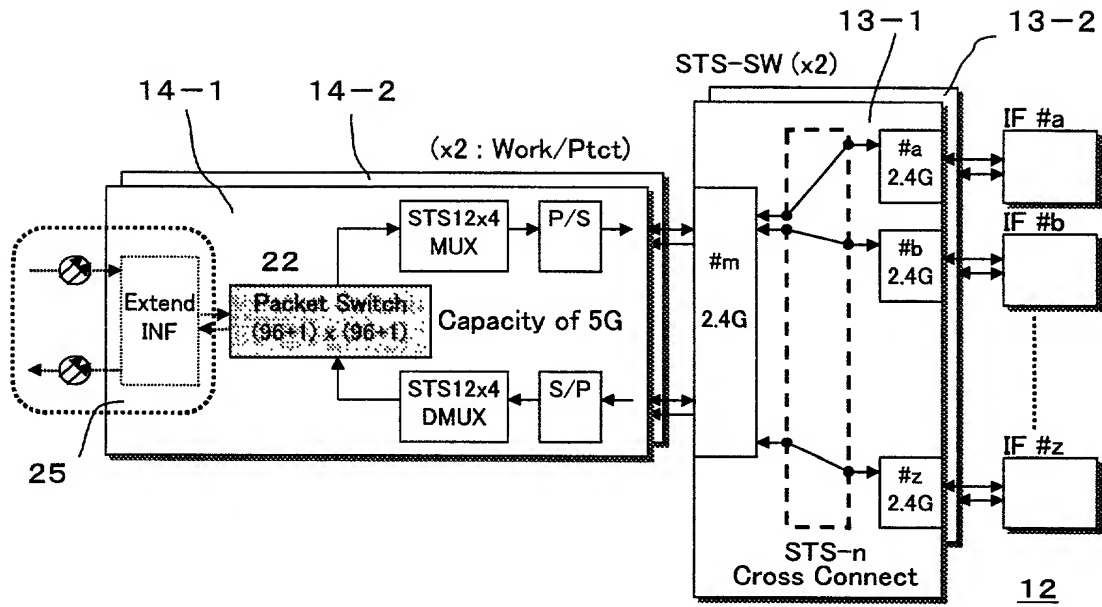 13-1
13-2
STS-SW (x2)
14-1
14-2
(x2 : Work/Ptct)
IF #a
#a
2.4G
STS12x4
MUX
P/S
IF #b
#b
2.4G
22
#m
2.4G
Extend
INF
Packet Switch
(96+1) x (96+1)
Capacity of 5G
STS12x4
DMUX
S/P
25
IF #z
#z
2.4G
STS-n
Cross Connect
12